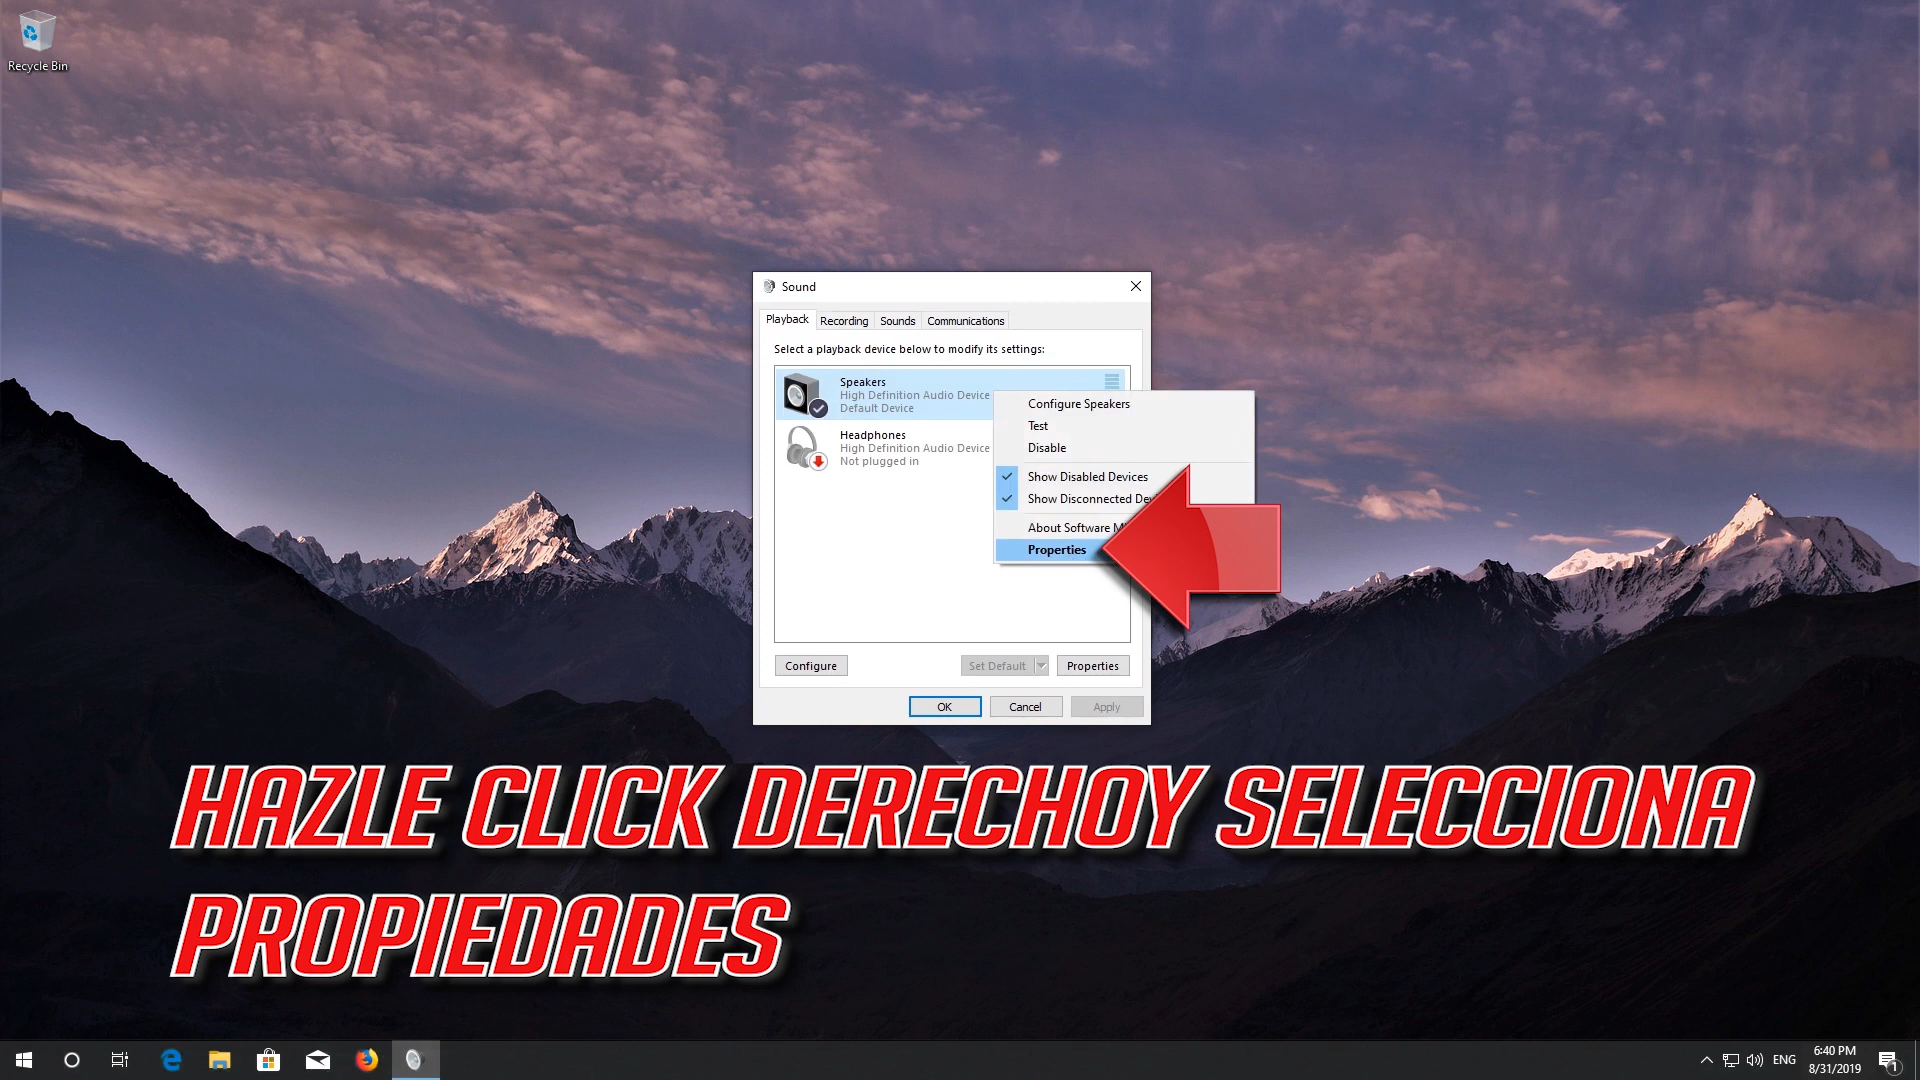 Recycle Bin
Sound
Playback
Recording
Sounds
Communications
Select a playback device below to modify its settings:
Speakers
High Definition Audio Device
Default Device
Headphones
High Definition Audio Device
Not plugged in
Configure Speakers
Test
Disable
Show Disabled Devices
Show Disconnected
About Software
Properties
Configure
Set Default
Properties
OK
Cancel
Apply
HAZLE CLICK DERECHOY SELECCIONA
PROPIEDADES
ENG
6:40 PM
8/31/2019
1